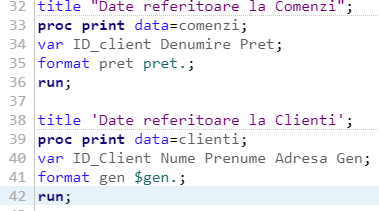 32 title "Date referitoare la Comenzi";
33 proc print data=comenzi;
34 var ID_client Denumire Pret;
35 format pret pret.;
36 run;
37
38 title 'Date referitoare la Clienti';
39 proc print data=clienti;
40 var ID_Client Nume Prenume Adresa Gen;
41 format gen $gen.;
42 run;